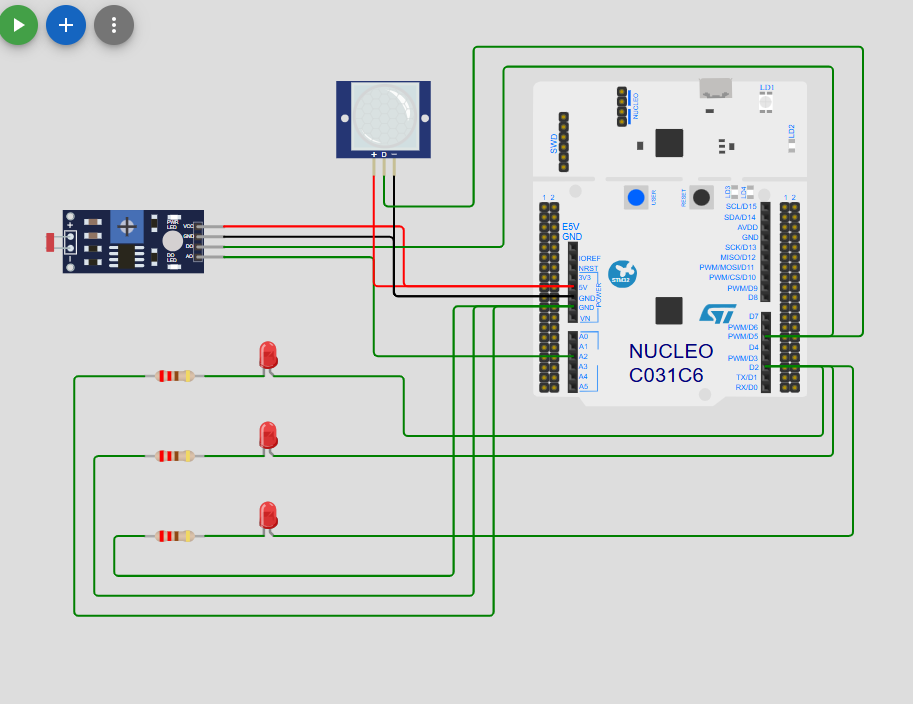 NUCLEO
LD1
SWD
LD2
+ D −
USER
RESET
LD3
LD4
1 2
1 2
PWR
LED
VCC
GND
DO
AO
DO
LED
+
E5V
GND
IOREF
NRST
3V3
5V
GND
GND
VN
POWER
A0
A1
A2
A3
A4
A5
STM32
ST
NUCLEO
C031C6
SCL/D15
SDA/D14
AVDD
GND
SCK/D13
MISO/D12
PWM/MOSI/D11
PWM/CS/D10
PWM/D9
D8
D7
PWM/D6
PWM/D5
D4
PWM/D3
D2
TX/D1
RX/D0